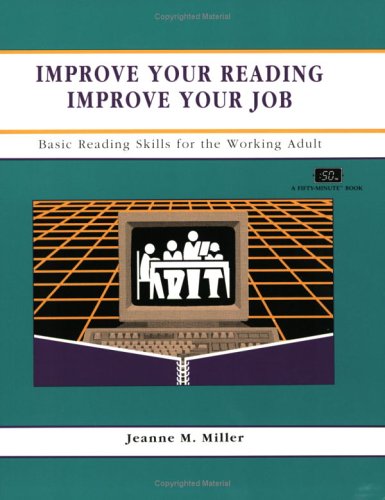 Copyrighted Material
IMPROVE YOUR READING
IMPROVE YOUR JOB
Basic Reading Skills for the Working Adult
:50
A FIFTY-MINUTE™ BOOK
Jeanne M. Miller
Copyrighted Material